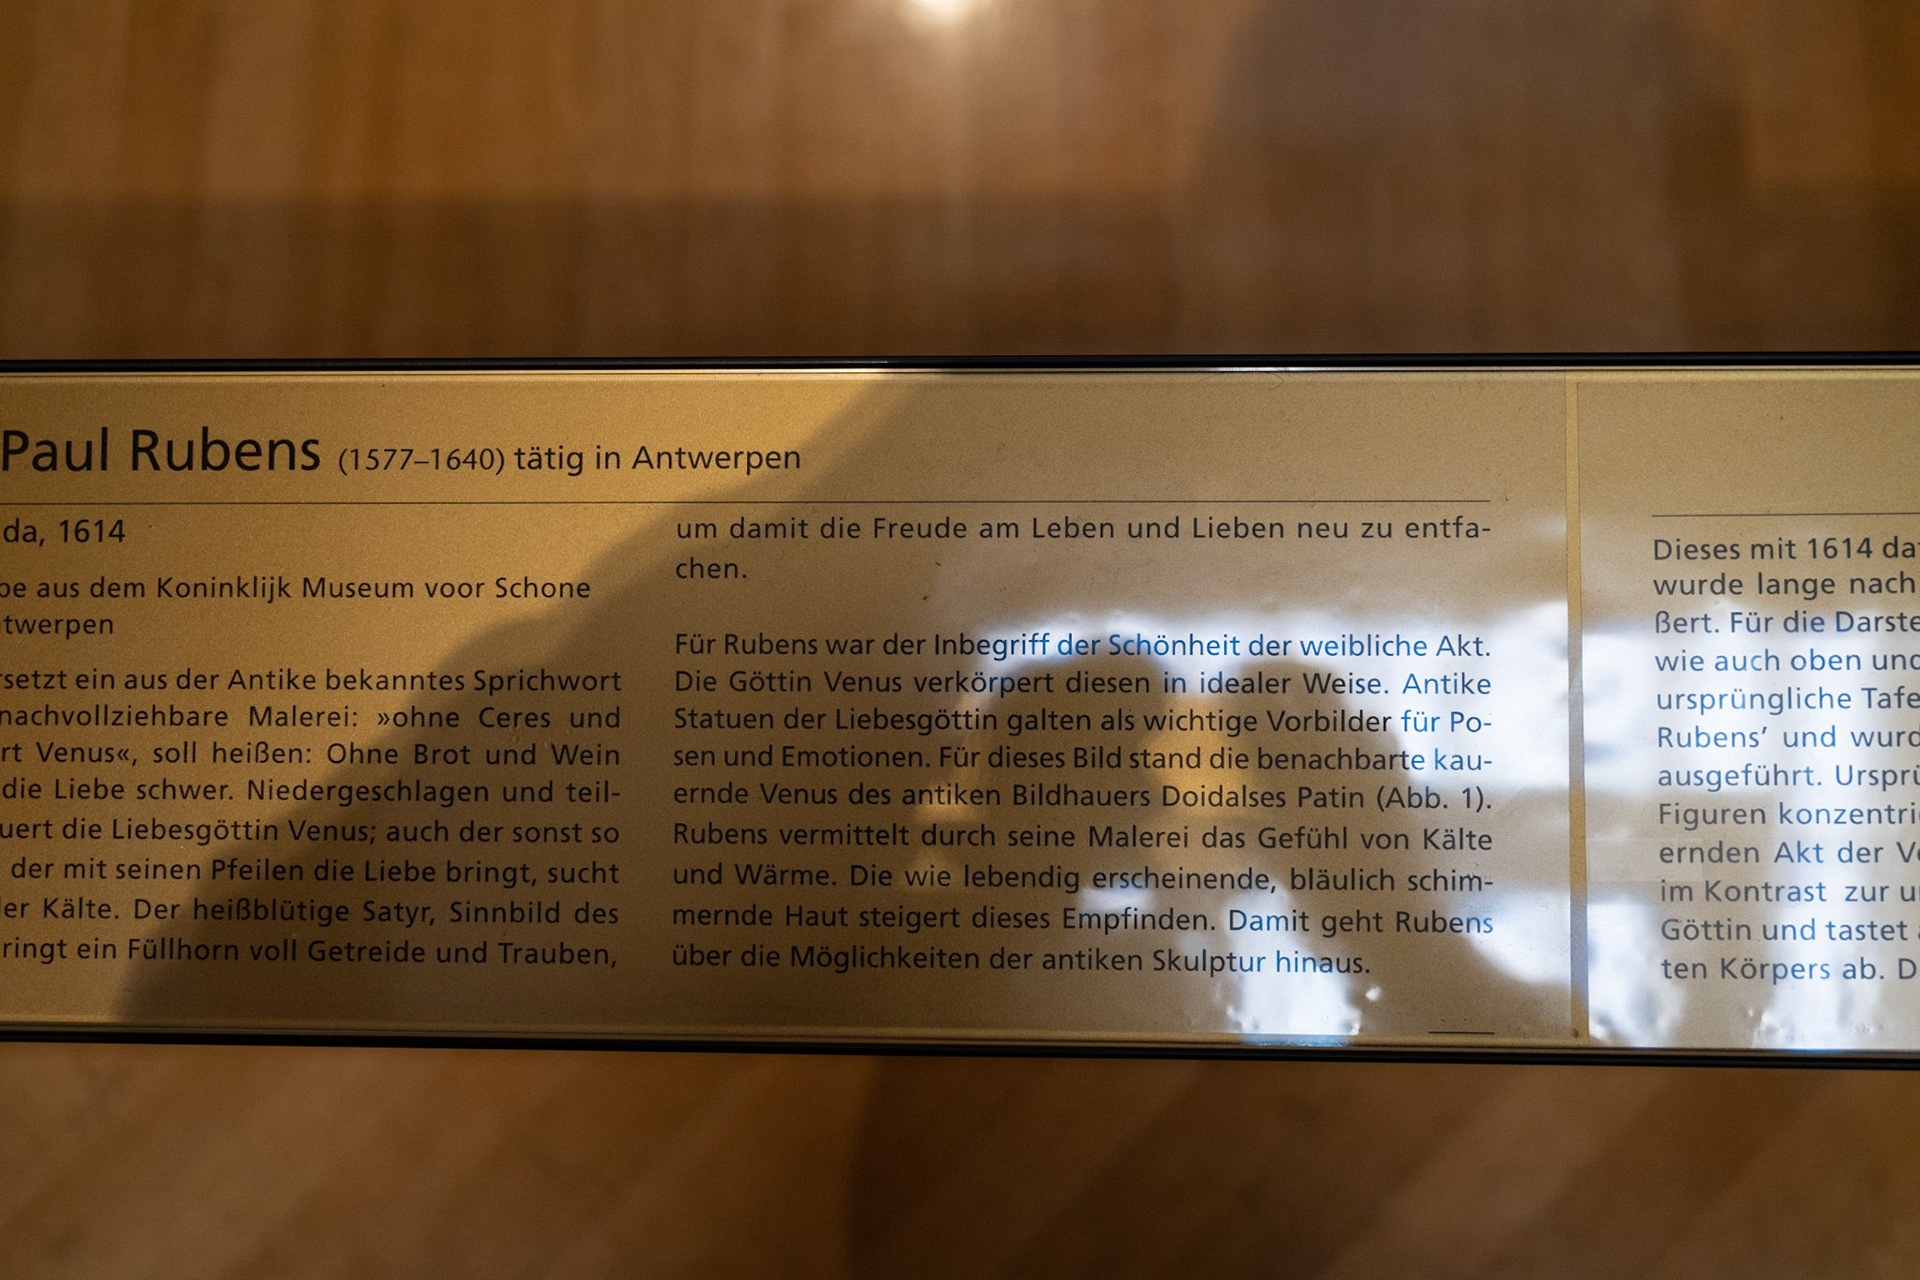 Paul Rubens (1577–1640) tätig in Antwerpen
da, 1614
be aus dem Koninklijk Museum voor Schone
twerpen
rsetzt ein aus der Antike bekanntes Sprichwort
nachvollziehbare Malerei: »ohne Ceres und
rt Venus«, soll heißen: Ohne Brot und Wein
die Liebe schwer. Niedergeschlagen und teil-
uert die Liebesgöttin Venus; auch der sonst so
der mit seinen Pfeilen die Liebe bringt, sucht
er Kälte. Der heißblütige Satyr, Sinnbild des
ringt ein Füllhorn voll Getreide und Trauben,
um damit die Freude am Leben und Lieben neu zu entfa-
chen.
Für Rubens war der Inbegriff der Schönheit der weibliche Akt.
Die Göttin Venus verkörpert diesen in idealer Weise. Antike
Statuen der Liebesgöttin galten als wichtige Vorbilder für Po-
sen und Emotionen. Für dieses Bild stand die benachbarte kau-
ernde Venus des antiken Bildhauers Doidalses Patin (Abb. 1).
Rubens vermittelt durch seine Malerei das Gefühl von Kälte
und Wärme. Die wie lebendig erscheinende, bläulich schim-
mernde Haut steigert dieses Empfinden. Damit geht Rubens
über die Möglichkeiten der antiken Skulptur hinaus.
Dieses mit 1614 dat
wurde lange nach
ßert. Für die Darste
wie auch oben und
ursprüngliche Tafe
Rubens’ und wurd
ausgeführt. Ursprü
Figuren konzentri
ernden Akt der Ve
im Kontrast zur u
Göttin und tastet
ten Körpers ab. D